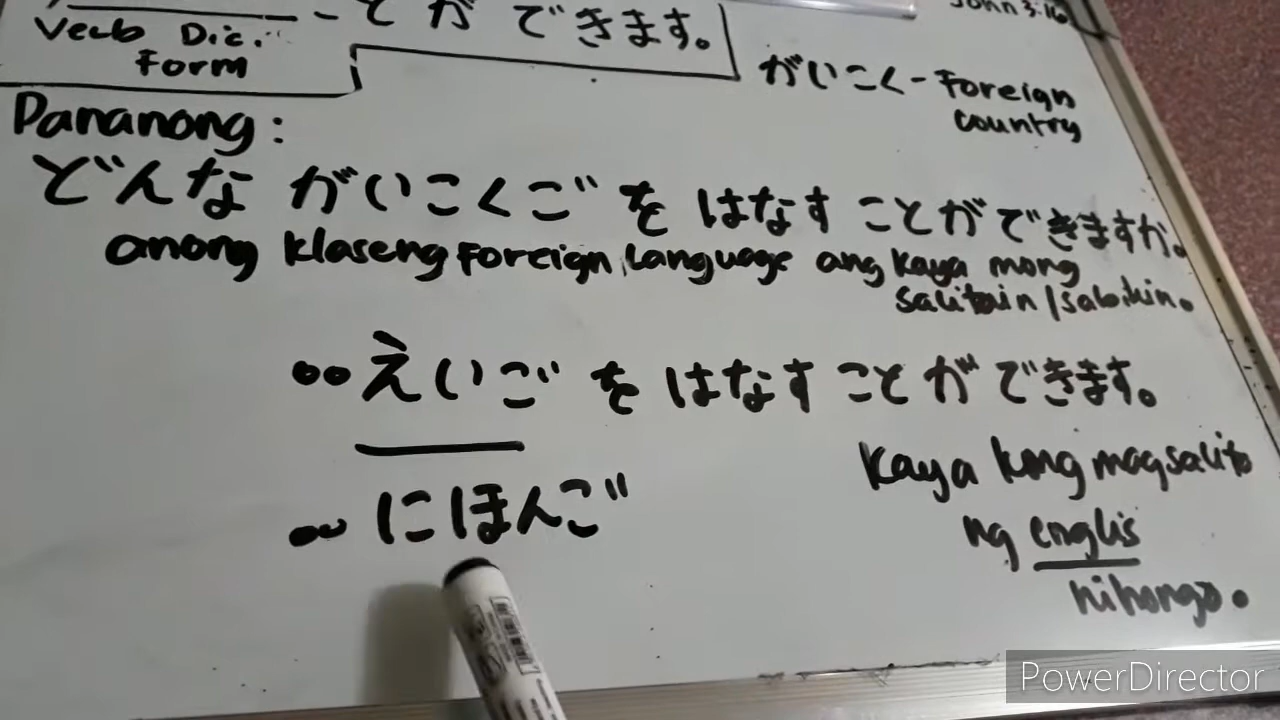 John 3:16
ことができます。
Verb Dic.
Form
がいこく - Foreign
country
Pananong:
どんな がいこくご を はなす ことができますか。
anong klaseng Foreign language ang kaya mong
salitain / sabihin.
えいご を はなす ことができます。
にほんご
kaya kong magsalita
ng englis
nihongo.
PowerDirector